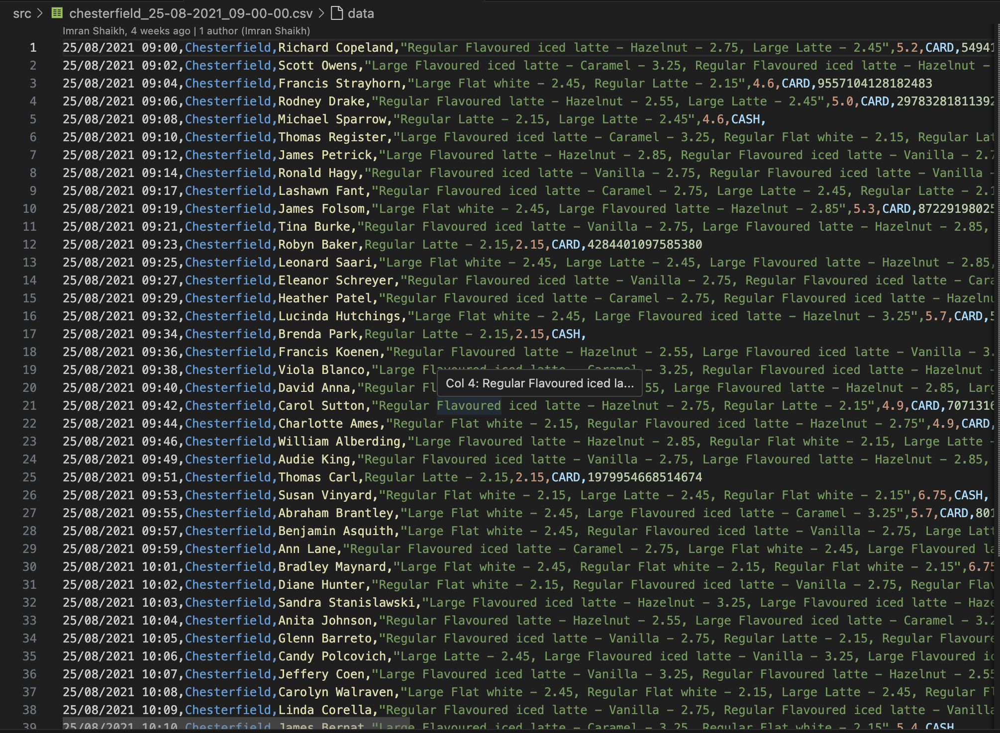 src > chesterfield_25-08-2021_09-00-00.csv > data
Imran Shaikh, 4 weeks ago | 1 author (Imran Shaikh)
1 25/08/2021 09:00,Chesterfield,Richard Copeland,"Regular Flavoured iced latte - Hazelnut - 2.75, Large Latte - 2.45",5.2,CARD,54941
2 25/08/2021 09:02,Chesterfield,Scott Owens,"Large Flavoured iced latte - Caramel - 3.25, Regular Flavoured iced latte - Hazelnut -
3 25/08/2021 09:04,Chesterfield,Francis Strayhorn,"Large Flat white - 2.45, Regular Latte - 2.15",4.6,CARD,9557104128182483
4 25/08/2021 09:06,Chesterfield,Rodney Drake,"Regular Flavoured latte - Hazelnut - 2.55, Large Latte - 2.45",5.0,CARD,29783281811392
5 25/08/2021 09:08,Chesterfield,Michael Sparrow,"Regular Latte - 2.15, Large Latte - 2.45",4.6,CASH,
6 25/08/2021 09:10,Chesterfield,Thomas Register,"Large Flavoured iced latte - Caramel - 3.25, Regular Flat white - 2.15, Regular Lat
7 25/08/2021 09:12,Chesterfield,James Petrick,"Large Flavoured latte - Hazelnut - 2.85, Regular Flavoured iced latte - Vanilla - 2.7
8 25/08/2021 09:14,Chesterfield,Ronald Hagy,"Regular Flavoured iced latte - Vanilla - 2.75, Regular Flavoured iced latte - Vanilla -
9 25/08/2021 09:17,Chesterfield,Lashawn Fant,"Regular Flavoured iced latte - Caramel - 2.75, Large Latte - 2.45, Regular Latte - 2.1
10 25/08/2021 09:19,Chesterfield,James Folsom,"Large Flat white - 2.45, Large Flavoured latte - Hazelnut - 2.85",5.3,CARD,87229198025
11 25/08/2021 09:21,Chesterfield,Tina Burke,"Regular Flavoured iced latte - Vanilla - 2.75, Large Flavoured latte - Hazelnut - 2.85,
12 25/08/2021 09:23,Chesterfield,Robyn Baker,Regular Latte - 2.15,2.15,CARD,4284401097585380
13 25/08/2021 09:25,Chesterfield,Leonard Saari,"Large Flat white - 2.45, Large Latte - 2.45, Large Flavoured latte - Hazelnut - 2.85,
14 25/08/2021 09:27,Chesterfield,Eleanor Schreyer,"Regular Flavoured iced latte - Vanilla - 2.75, Regular Flavoured iced latte - Cara
15 25/08/2021 09:29,Chesterfield,Heather Patel,"Regular Flavoured iced latte - Caramel - 2.75, Regular Flavoured iced latte - Hazelnu
16 25/08/2021 09:32,Chesterfield,Lucinda Hutchings,"Large Flat white - 2.45, Large Flavoured iced latte - Hazelnut - 3.25",5.7,CARD,5
17 25/08/2021 09:34,Chesterfield,Brenda Park,Regular Latte - 2.15,2.15,CASH,
18 25/08/2021 09:36,Chesterfield,Francis Koenen,"Regular Flavoured latte - Hazelnut - 2.55, Large Flavoured iced latte - Vanilla - 3.
19 25/08/2021 09:38,Chesterfield,Viola Blanco,"Large Flavoured iced latte - Caramel - 3.25, Regular Flavoured iced latte - Hazelnut -
Col 4: Regular Flavoured iced la...
20 25/08/2021 09:40,Chesterfield,David Anna,"Regular Fl 55, Large Flavoured latte - Hazelnut - 2.85, Larg
21 25/08/2021 09:42,Chesterfield,Carol Sutton,"Regular Flavoured iced latte - Hazelnut - 2.75, Regular Latte - 2.15",4.9,CARD,7071316
22 25/08/2021 09:44,Chesterfield,Charlotte Ames,"Regular Flat white - 2.15, Regular Flavoured iced latte - Hazelnut - 2.75",4.9,CARD,
23 25/08/2021 09:46,Chesterfield,William Alberding,"Large Flavoured latte - Hazelnut - 2.85, Regular Flat white - 2.15, Large Latte -
24 25/08/2021 09:49,Chesterfield,Audie King,"Regular Flavoured iced latte - Vanilla - 2.75, Large Flavoured latte - Hazelnut - 2.85,
25 25/08/2021 09:51,Chesterfield,Thomas Carl,Regular Latte - 2.15,2.15,CARD,1979954668514674
26 25/08/2021 09:53,Chesterfield,Susan Vinyard,"Regular Flat white - 2.15, Large Latte - 2.45, Regular Flat white - 2.15",6.75,CASH,
27 25/08/2021 09:55,Chesterfield,Abraham Brantley,"Large Flat white - 2.45, Large Flavoured iced latte - Caramel - 3.25",5.7,CARD,801
28 25/08/2021 09:57,Chesterfield,Benjamin Asquith,"Large Flat white - 2.45, Regular Flavoured iced latte - Vanilla - 2.75, Large Latt
29 25/08/2021 09:59,Chesterfield,Ann Lane,"Regular Flavoured iced latte - Caramel - 2.75, Large Flat white - 2.45, Large Flavoured la
30 25/08/2021 10:01,Chesterfield,Bradley Maynard,"Large Flat white - 2.45, Regular Flat white - 2.15, Regular Flat white - 2.15",6.75
31 25/08/2021 10:02,Chesterfield,Diane Hunter,"Regular Flat white - 2.15, Regular Flavoured iced latte - Vanilla - 2.75, Regular Flav
32 25/08/2021 10:03,Chesterfield,Sandra Stanislawski,"Large Flavoured iced latte - Hazelnut - 3.25, Large Flavoured iced latte - Haze
33 25/08/2021 10:04,Chesterfield,Anita Johnson,"Regular Flavoured latte - Hazelnut - 2.55, Large Flavoured iced latte - Caramel - 3.2
34 25/08/2021 10:05,Chesterfield,Glenn Barreto,"Regular Flavoured iced latte - Vanilla - 2.75, Regular Latte - 2.15, Regular Flavoure
35 25/08/2021 10:06,Chesterfield,Candy Polcovich,"Large Latte - 2.45, Large Flavoured iced latte - Vanilla - 3.25, Large Flavoured ic
36 25/08/2021 10:07,Chesterfield,Jeffery Coen,"Large Flavoured iced latte - Vanilla - 3.25, Regular Flavoured latte - Hazelnut - 2.55
37 25/08/2021 10:08,Chesterfield,Carolyn Walraven,"Large Flat white - 2.45, Regular Flat white - 2.15, Large Latte - 2.45, Regular Fl
38 25/08/2021 10:09,Chesterfield,Linda Corella,"Regular Flavoured iced latte - Vanilla - 2.75, Regular Flavoured iced latte - Vanilla
39 25/08/2021 10:10,Chesterfield,James Bernat,"Large Flavoured iced latte - Caramel - 3.25, Regular Flat white - 2.15",5.4,CASH